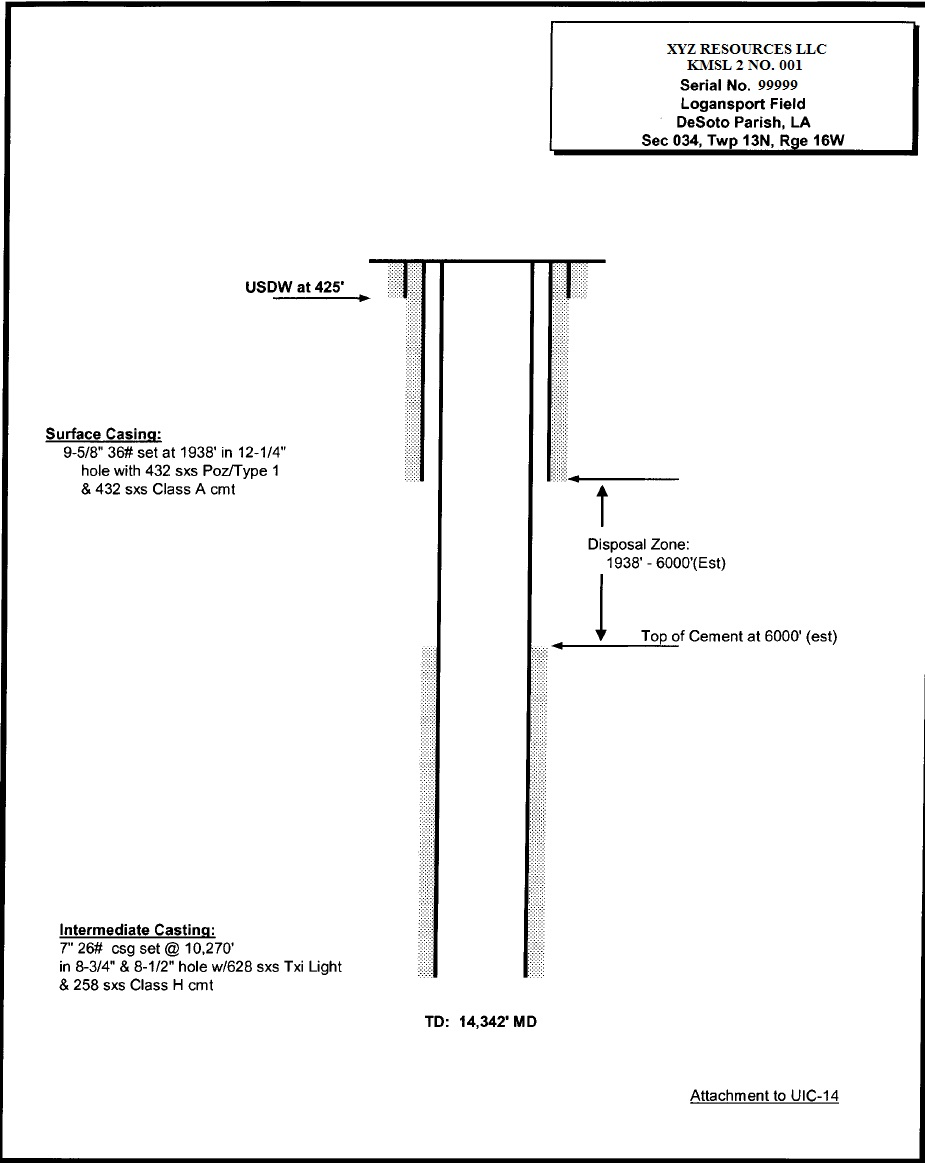 XYZ RESOURCES LLC
KMSL 2 NO. 001
Serial No. 99999
Logansport Field
DeSoto Parish, LA
Sec 034, Twp 13N, Rge 16W
USDW at 425'
Surface Casing:
9-5/8" 36# set at 1938' in 12-1/4"
hole with 432 sxs Poz/Type 1
& 432 sxs Class A cmt
Disposal Zone:
1938' - 6000'(Est)
Top of Cement at 6000' (est)
Intermediate Casting:
7" 26# csg set @ 10,270'
in 8-3/4" & 8-1/2" hole w/628 sxs Txi Light
& 258 sxs Class H cmt
TD: 14,342' MD
Attachment to UIC-14